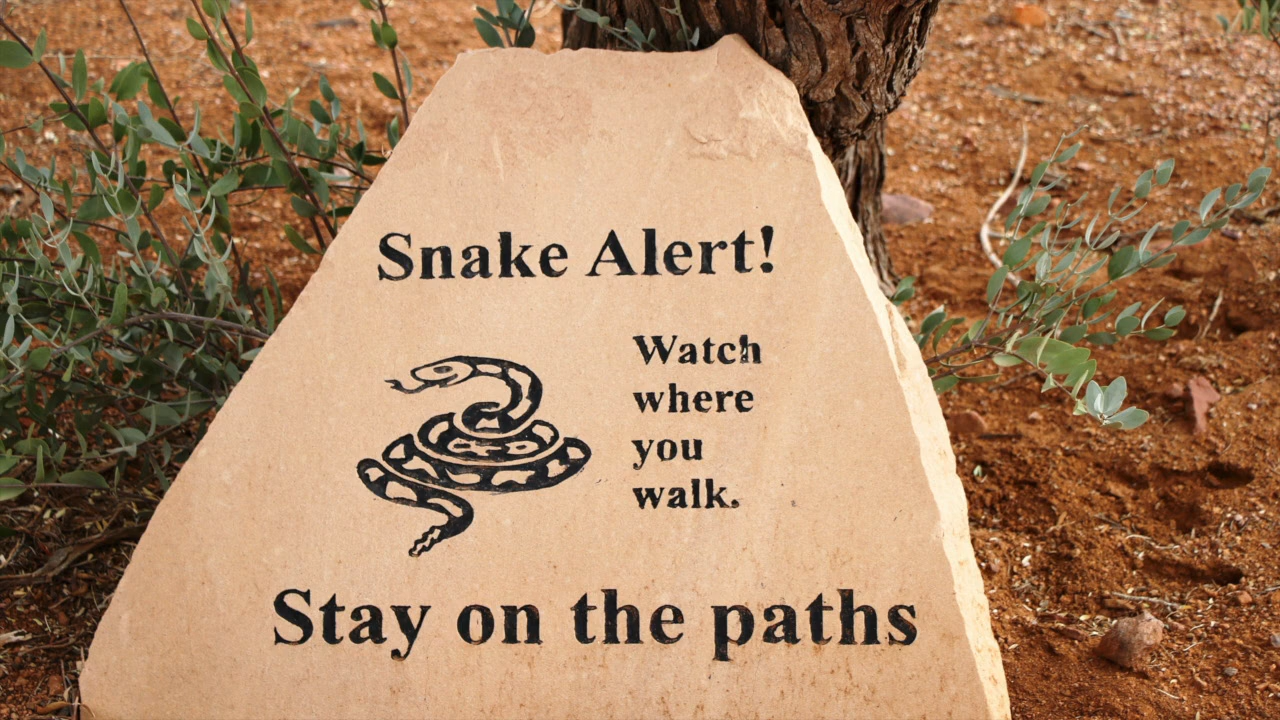 Snake Alert!
Watch
where
you
walk.
Stay on the paths